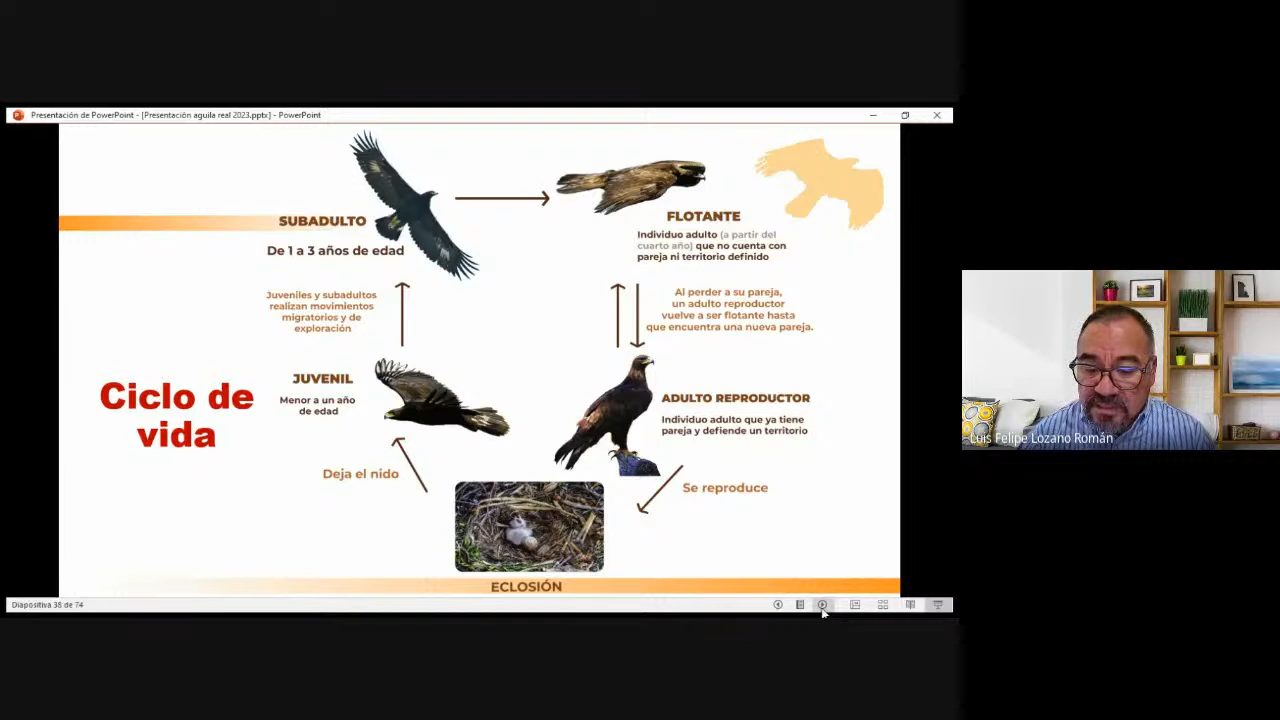 Presentación de PowerPoint - [Presentación aguila real 2023.pptx] - PowerPoint
SUBADULTO
De 1 a 3 años de edad
FLOTANTE
Individuo adulto (a partir del
cuarto año) que no cuenta con
pareja ni territorio definido
Juveniles y subadultos
realizan movimientos
migratorios y de
exploración
Al perder a su pareja,
un adulto reproductor
vuelve a ser flotante hasta
que encuentra una nueva pareja.
Ciclo de
vida
JUVENIL
Menor a un año
de edad
ADULTO REPRODUCTOR
Individuo adulto que ya tiene
pareja y defiende un territorio
Deja el nido
Se reproduce
ECLOSIÓN
Diapositiva 38 de 74
Luis Felipe Lozano Román